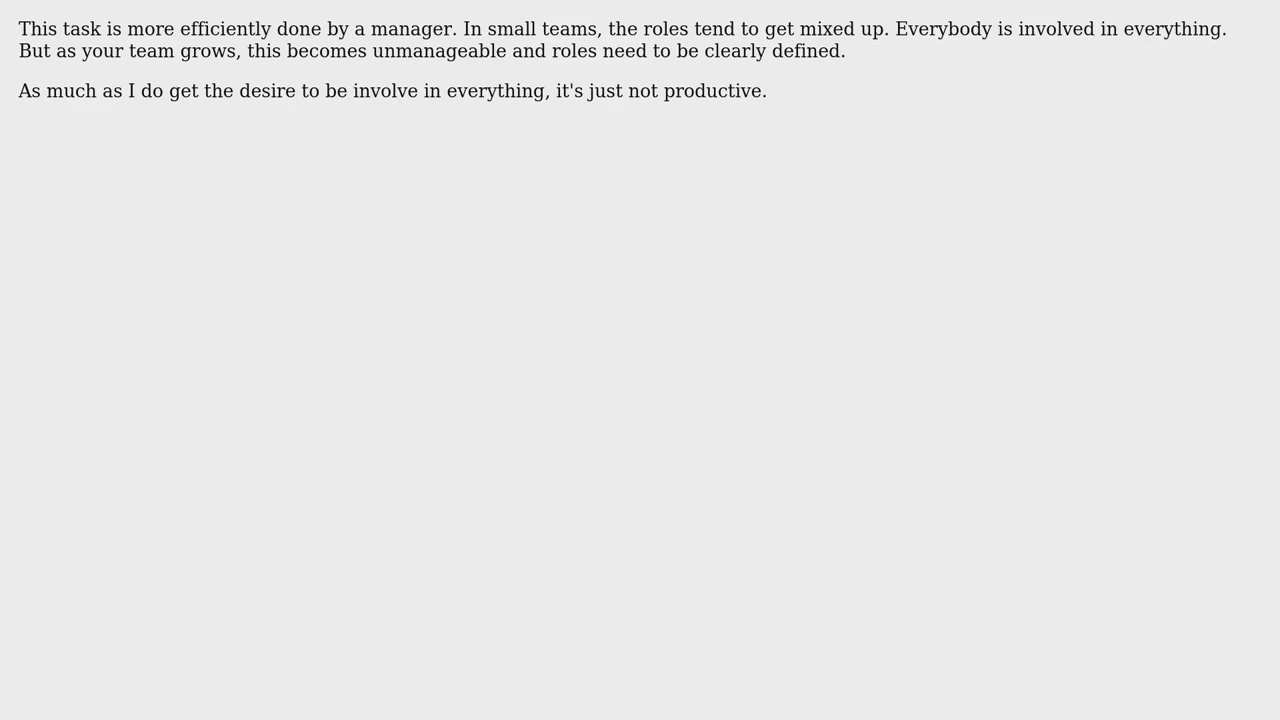 This task is more efficiently done by a manager. In small teams, the roles tend to get mixed up. Everybody is involved in everything.
But as your team grows, this becomes unmanageable and roles need to be clearly defined.
As much as I do get the desire to be involve in everything, it's just not productive.